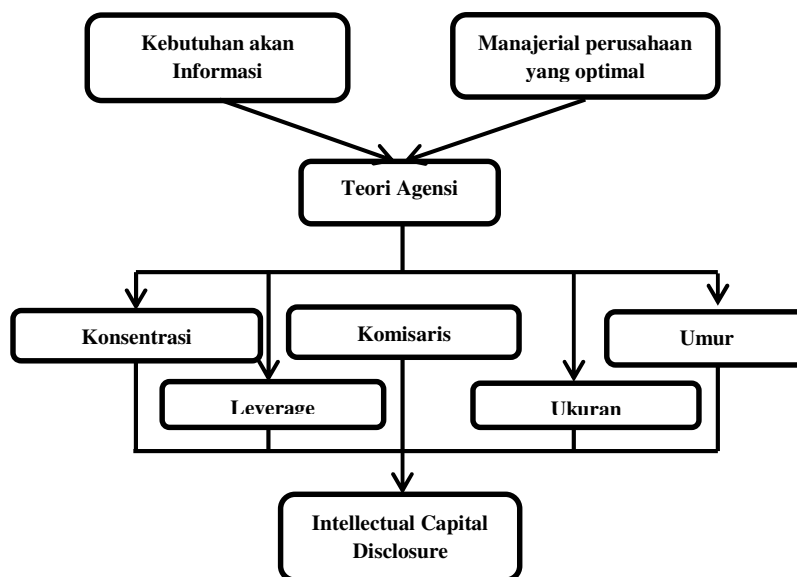 Kebutuhan akan
Informasi
Manajerial perusahaan
yang optimal
Teori Agensi
Konsentrasi
Komisaris
Umur
Leverage
Ukuran
Intellectual Capital
Disclosure